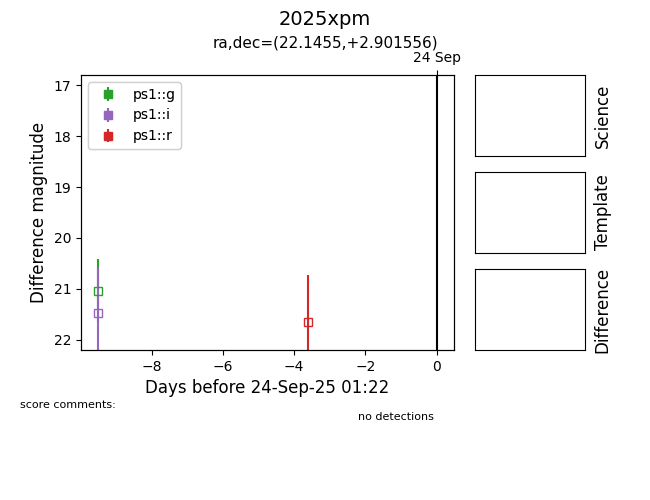 2025xpm
ra,dec=(22.1455,+2.901556)
24 Sep
17
18
19
20
21
22
Difference magnitude
ps1::g
ps1::i
ps1::r
−8
−6
−4
−2
0
Days before 24-Sep-25 01:22
Science
Template
Difference
score comments:
no detections